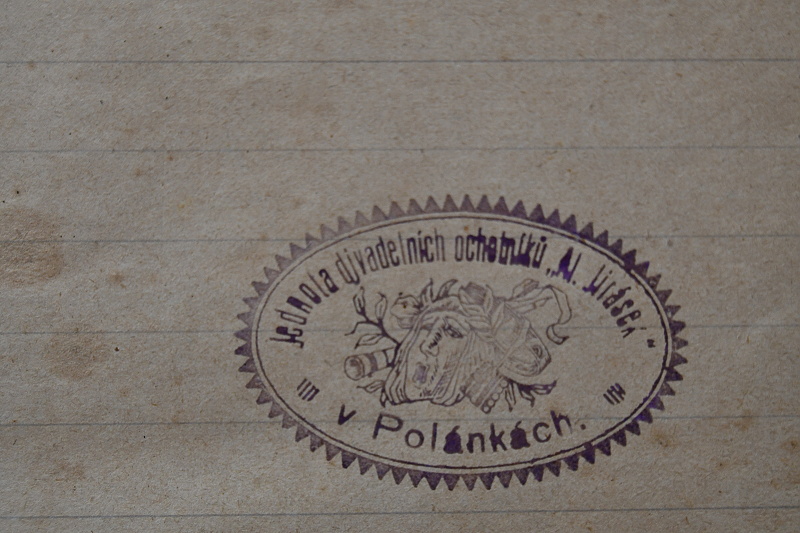 Jednota divadelních ochotníků „Al. Jirásek“
v Polánkách.